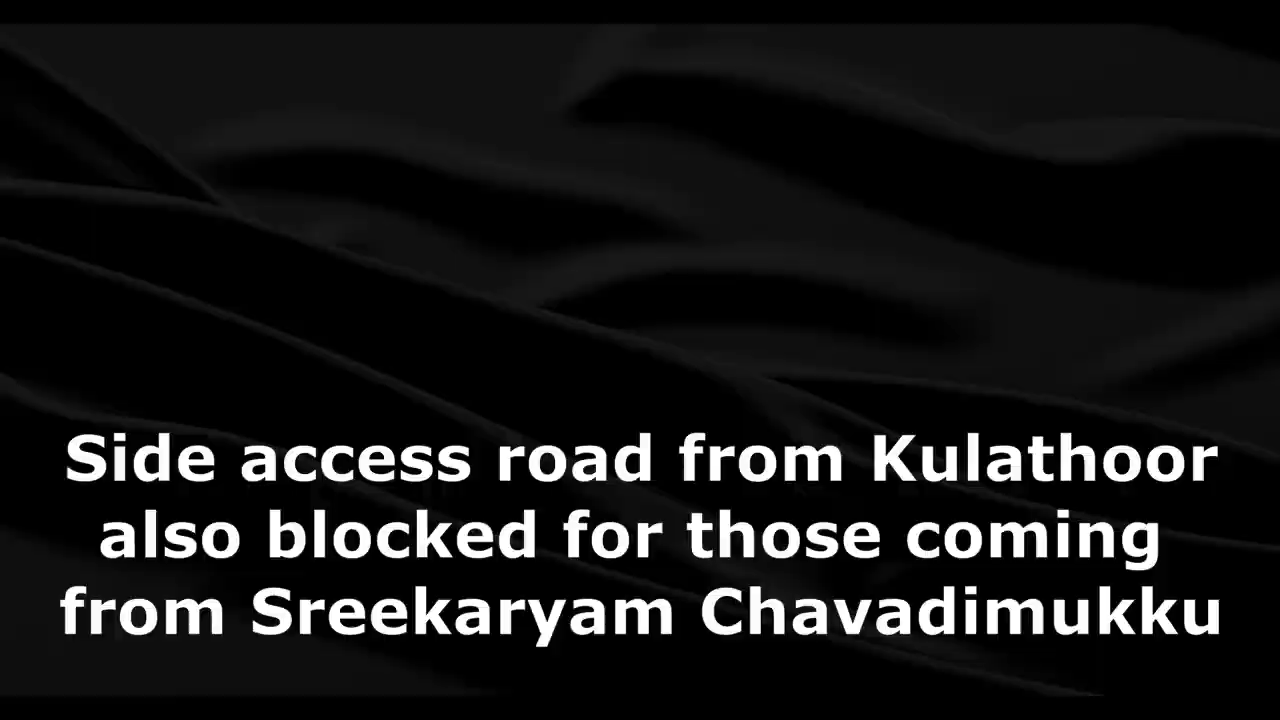 Side access road from Kulathoor
also blocked for those coming
from Sreekaryam Chavadimukku